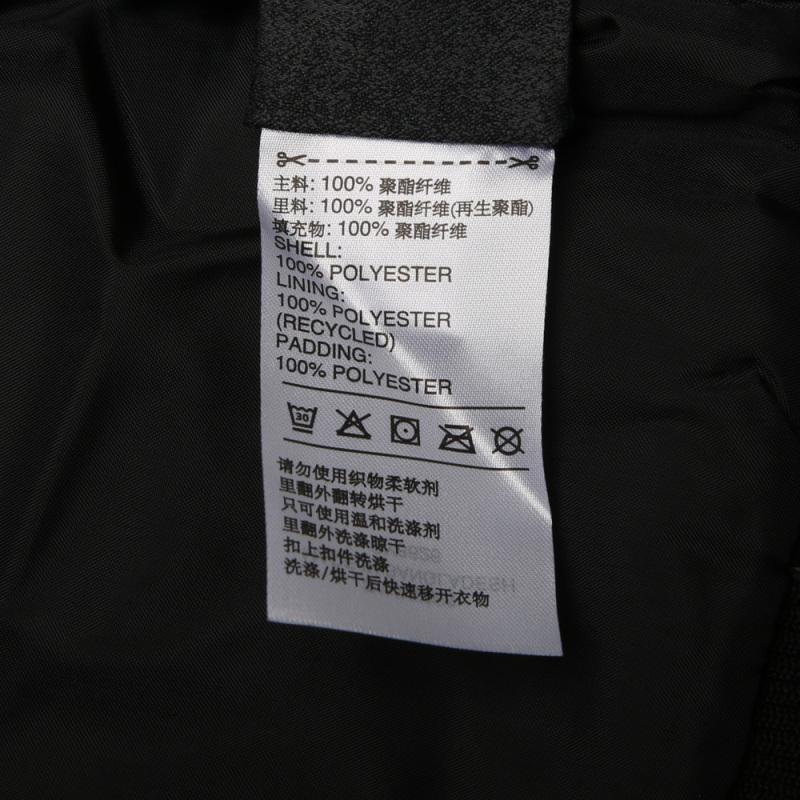 主料: 100% 聚酯纤维
里料: 100% 聚酯纤维(再生聚酯)
填充物: 100% 聚酯纤维
SHELL:
100% POLYESTER
LINING:
100% POLYESTER
(RECYCLED)
PADDING:
100% POLYESTER
30
请勿使用织物柔软剂
里翻外翻转烘干
只可使用温和洗涤剂
里翻外洗涤晾干
扣上扣件洗涤
洗涤/烘干后快速移开衣物